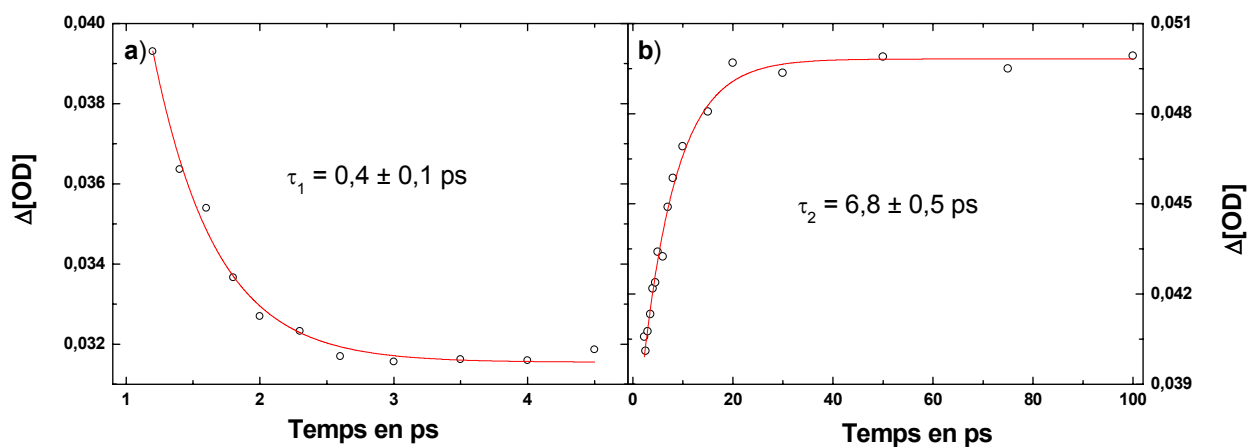 0,040
0,038
0,036
0,034
0,032
Δ[OD]
a)
τ1 = 0,4 ± 0,1 ps
1
2
3
4
Temps en ps
b)
τ2 = 6,8 ± 0,5 ps
0
20
40
60
80
100
Temps en ps
0,051
0,048
0,045
0,042
0,039
Δ[OD]